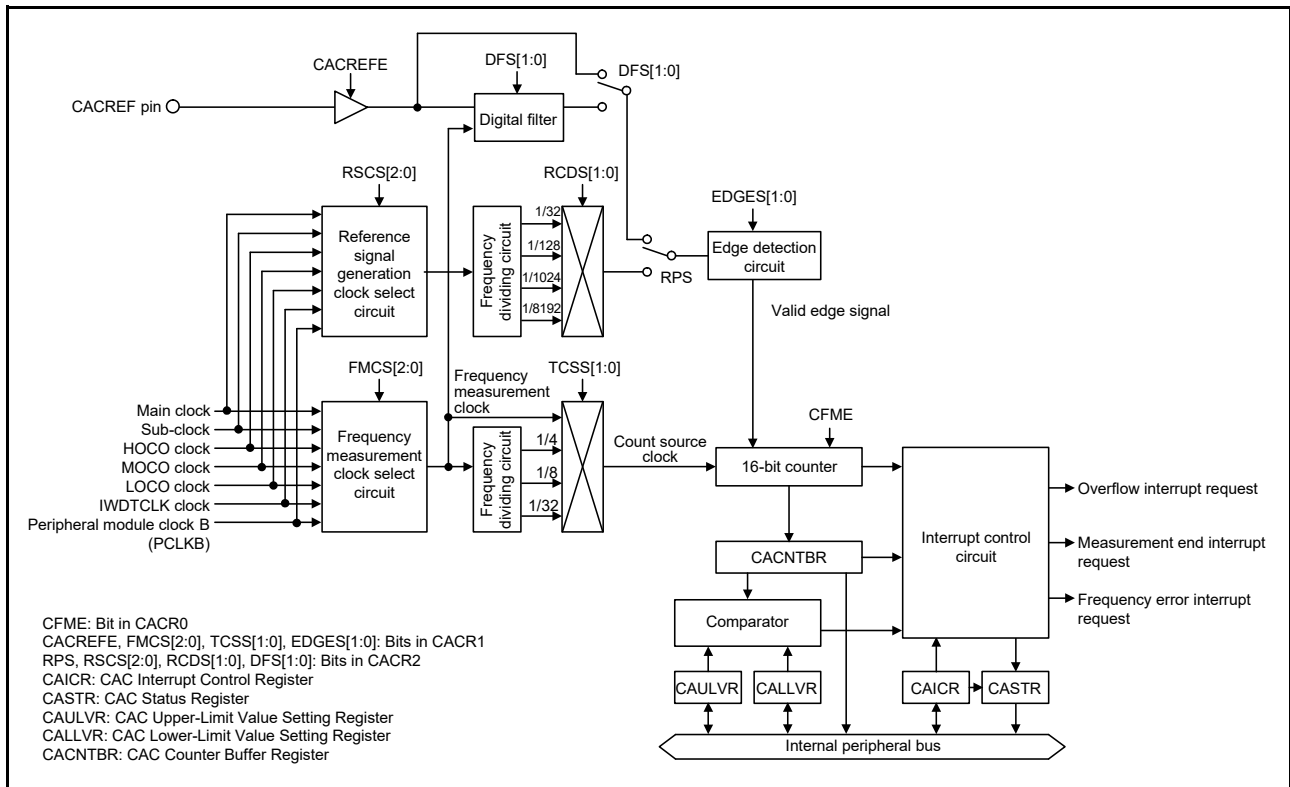 CACREFE
DFS[1:0]
DFS[1:0]
CACREF pin
Digital filter
RSCS[2:0]
RCDS[1:0]
EDGES[1:0]
Reference
signal
generation
clock select
circuit
Frequency
dividing circuit
1/32
1/128
1/1024
1/8192
RPS
Edge detection
circuit
Valid edge signal
FMCS[2:0]
Frequency
measurement
clock
TCSS[1:0]
CFME
Main clock
Sub-clock
HOCO clock
MOCO clock
LOCO clock
IWDTCLK clock
Peripheral module clock B
(PCLKB)
Frequency
measurement
clock select
circuit
Frequency
dividing circuit
1/4
1/8
1/32
Count source
clock
16-bit counter
CACNTBR
Comparator
CAULVR
CALLVR
Interrupt control
circuit
CAICR
CASTR
Overflow interrupt request
Measurement end interrupt
request
Frequency error interrupt
request
Internal peripheral bus
CFME: Bit in CACR0
CACREFE, FMCS[2:0], TCSS[1:0], EDGES[1:0]: Bits in CACR1
RPS, RSCS[2:0], RCDS[1:0], DFS[1:0]: Bits in CACR2
CAICR: CAC Interrupt Control Register
CASTR: CAC Status Register
CAULVR: CAC Upper-Limit Value Setting Register
CALLVR: CAC Lower-Limit Value Setting Register
CACNTBR: CAC Counter Buffer Register